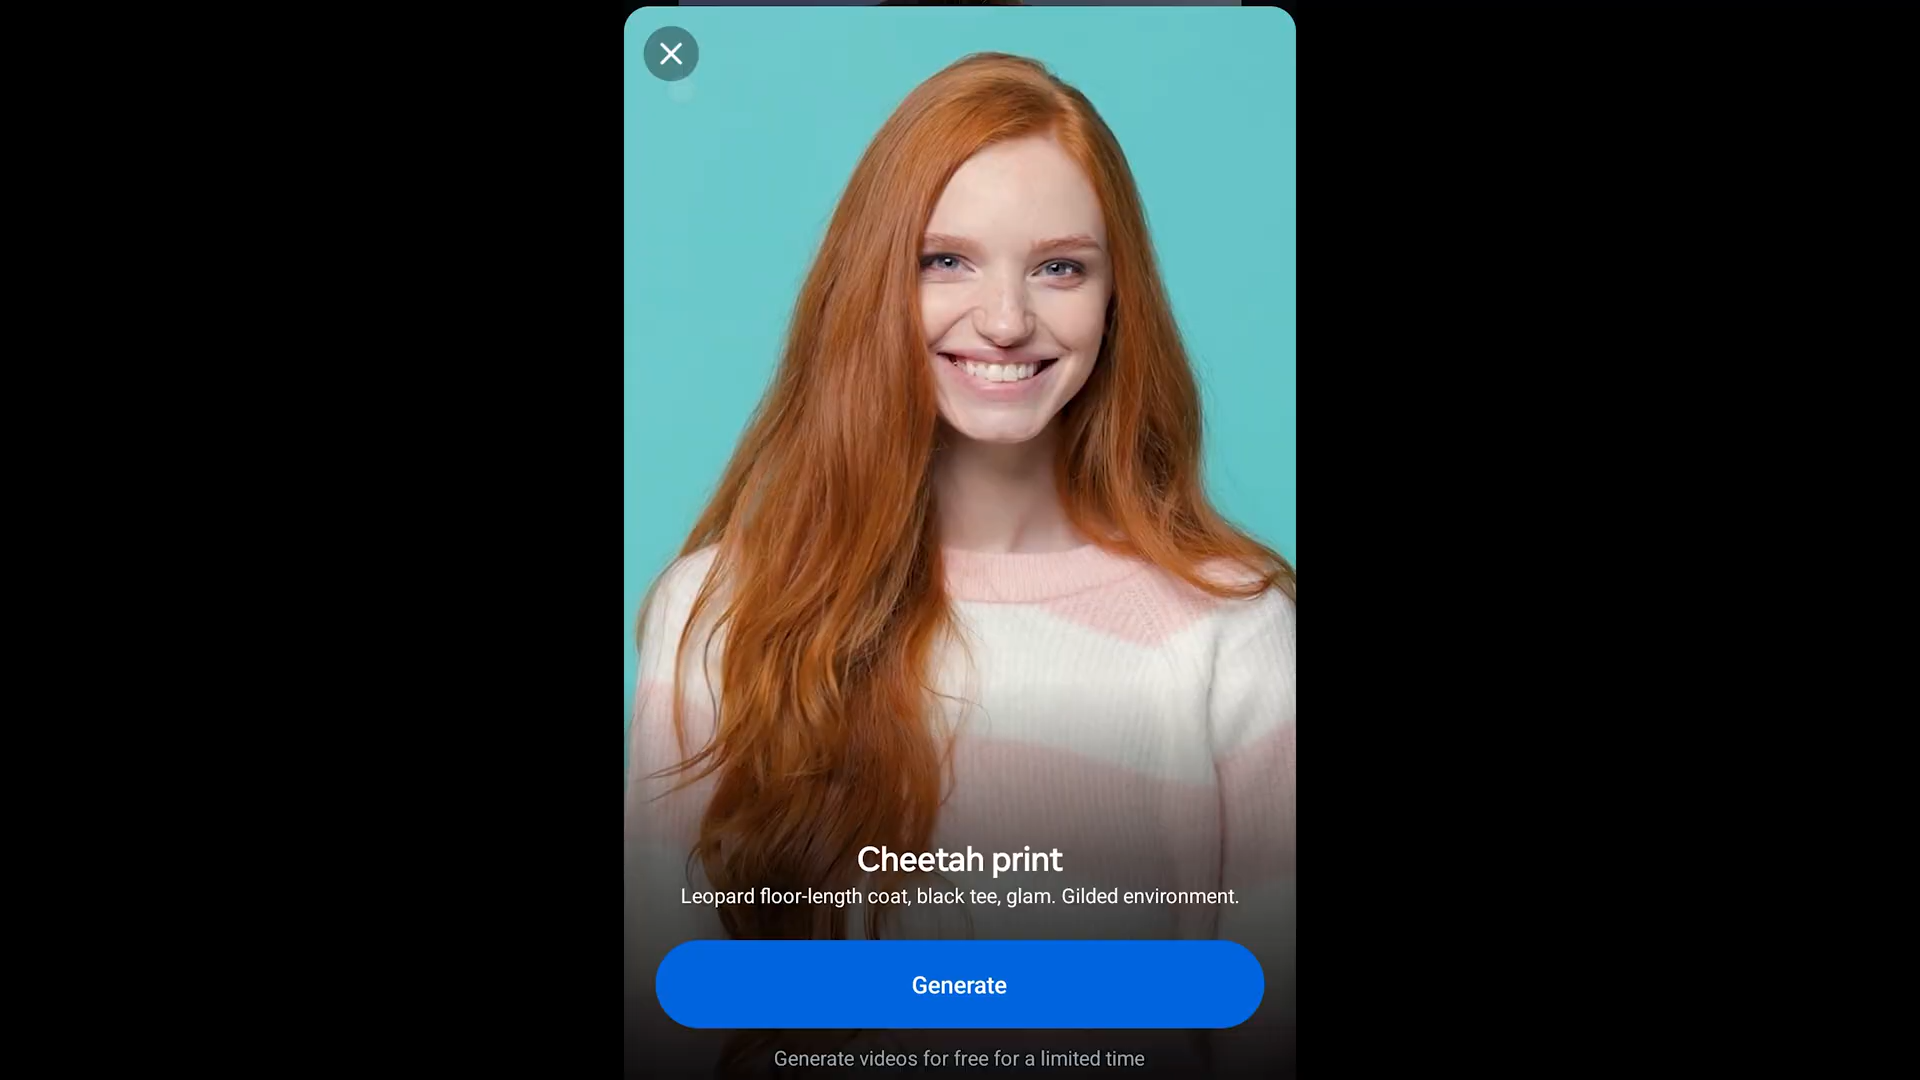 Cheetah print
Leopard floor-length coat, black tee, glam. Gilded environment.
Generate
Generate videos for free for a limited time